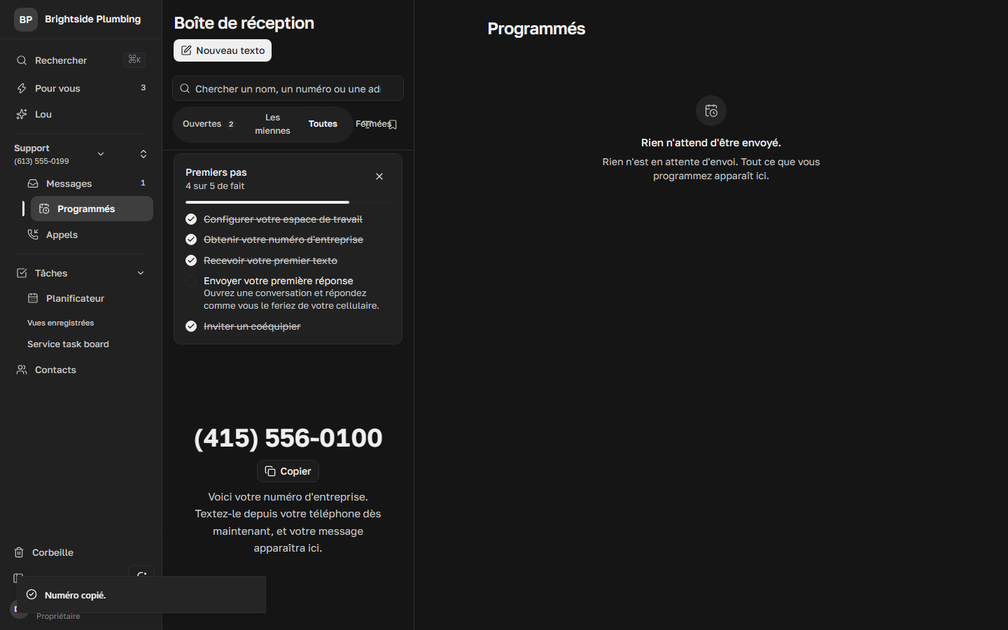 BP
Brightside Plumbing
Rechercher
⌘K
Pour vous
3
Lou
Support
(613) 555-0199
Messages
1
Programmés
Appels
Tâches
Planificateur
Vues enregistrées
Service task board
Contacts
Corbeille
Numéro copié.
Propriétaire
Boîte de réception
Nouveau texto
Chercher un nom, un numéro ou une ad
Ouvertes 2
Les miennes
Toutes
Fermées
Premiers pas
4 sur 5 de fait
Configurer votre espace de travail
Obtenir votre numéro d'entreprise
Recevoir votre premier texto
Envoyer votre première réponse
Ouvrez une conversation et répondez
comme vous le feriez de votre cellulaire.
Inviter un coéquipier
(415) 556-0100
Copier
Voici votre numéro d'entreprise.
Textez-le depuis votre téléphone dès
maintenant, et votre message
apparaîtra ici.
Programmés
Rien n'attend d'être envoyé.
Rien n'est en attente d'envoi. Tout ce que vous
programmez apparaît ici.